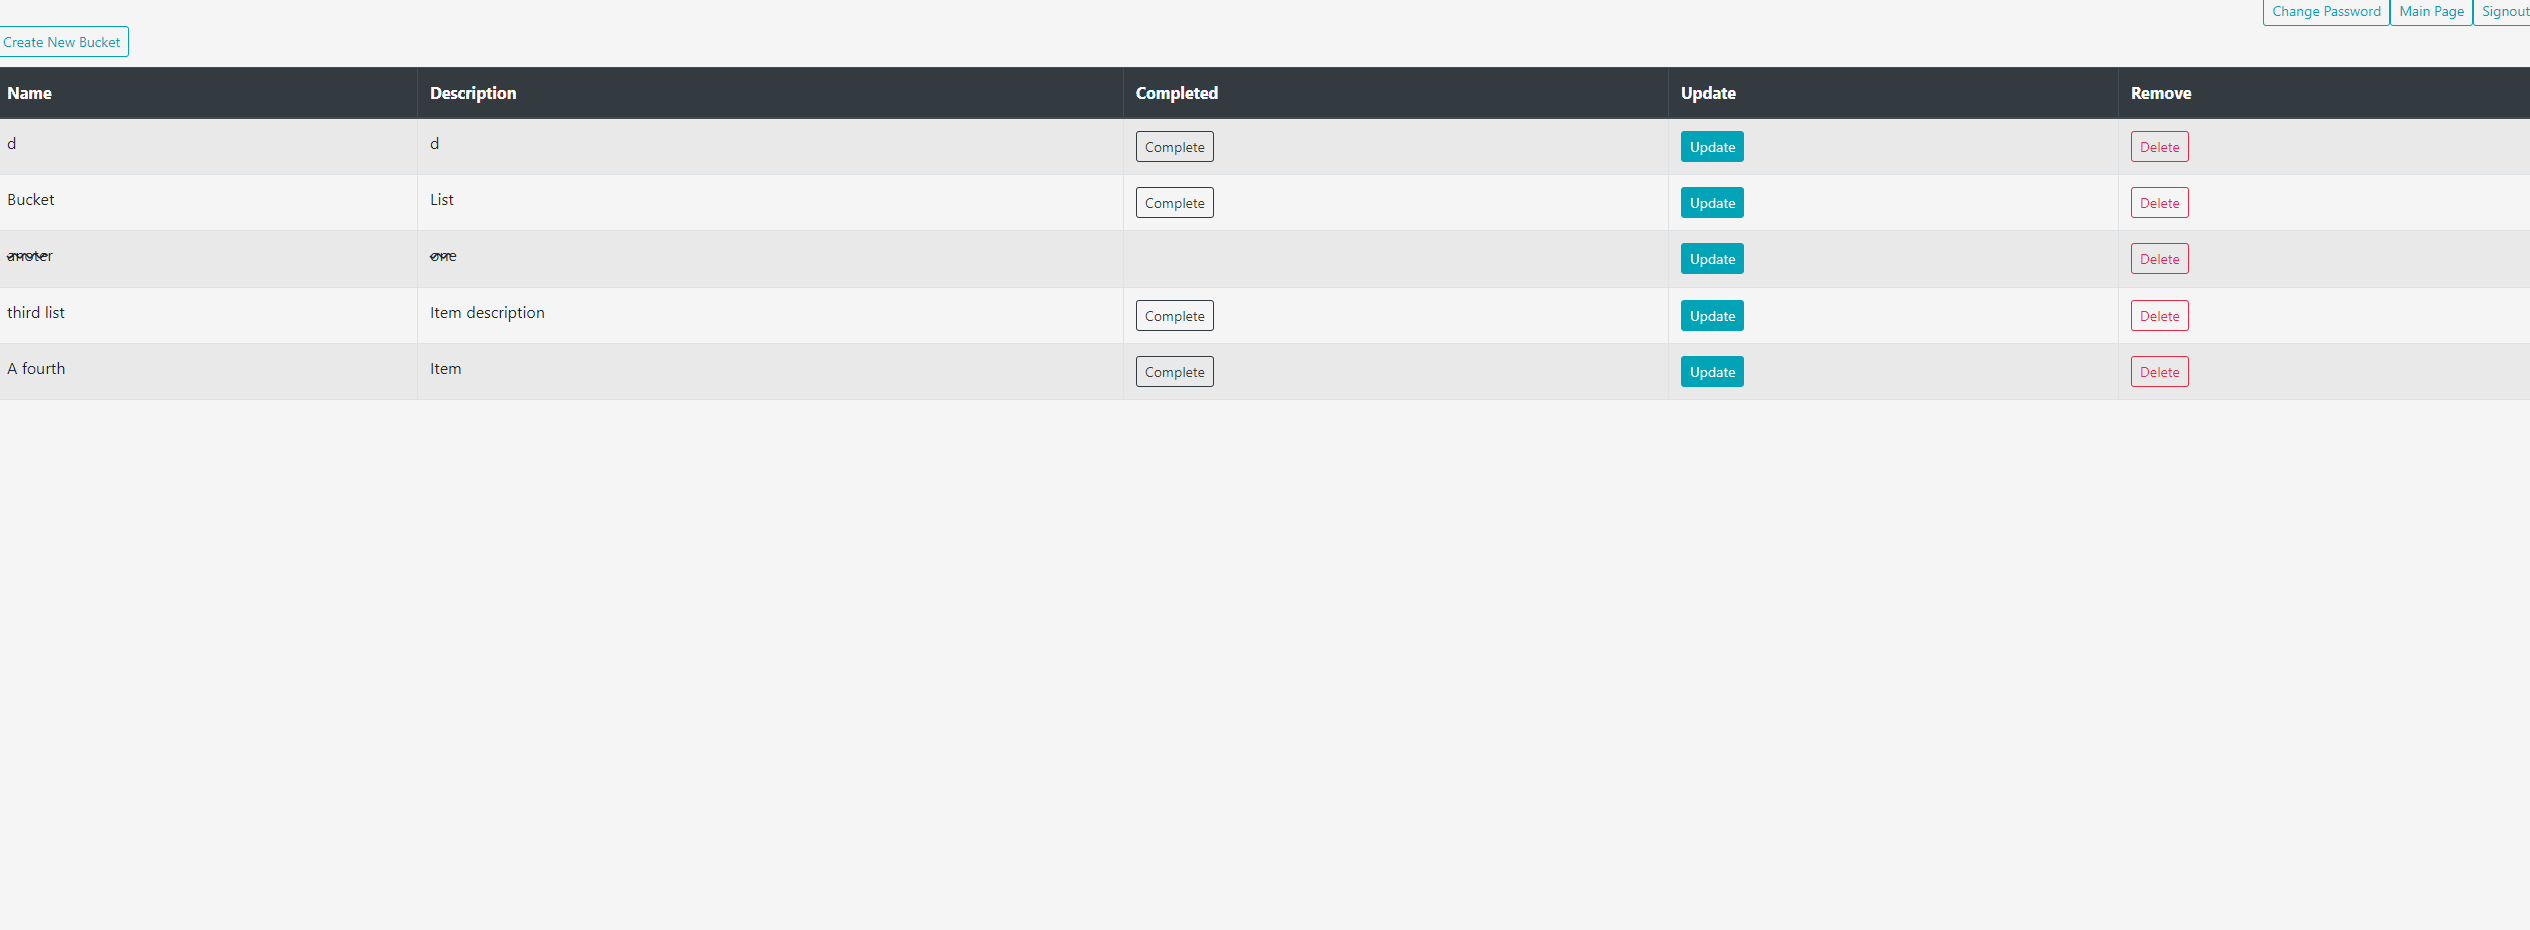 Change Password Main Page Signout
Create New Bucket
Name Description Completed Update Remove
d d Complete Update Delete
Bucket List Complete Update Delete
anoter one Update Delete
third list Item description Complete Update Delete
A fourth Item Complete Update Delete